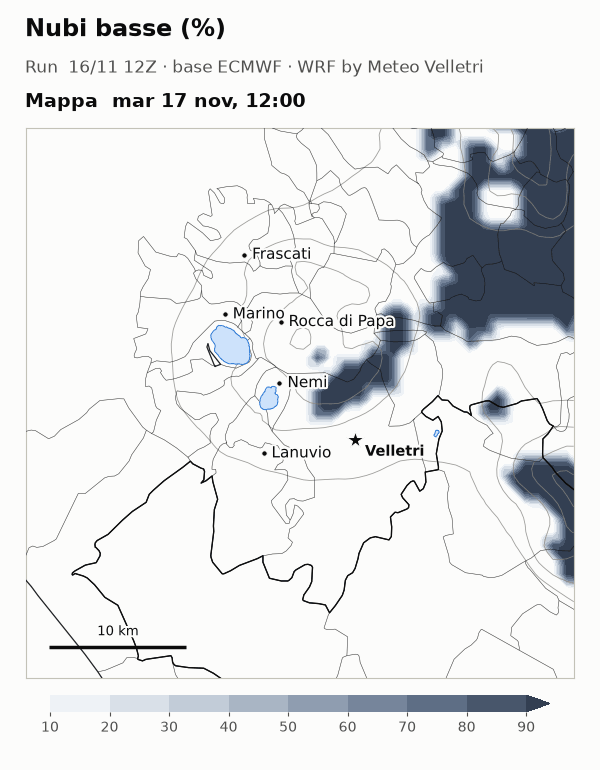 Nubi basse (%)
Run  16/11 12Z · base ECMWF · WRF by Meteo Velletri
Mappa  mar 17 nov, 12:00
Frascati
Marino
Rocca di Papa
Nemi
Velletri
Lanuvio
10 km
10 20 30 40 50 60 70 80 90